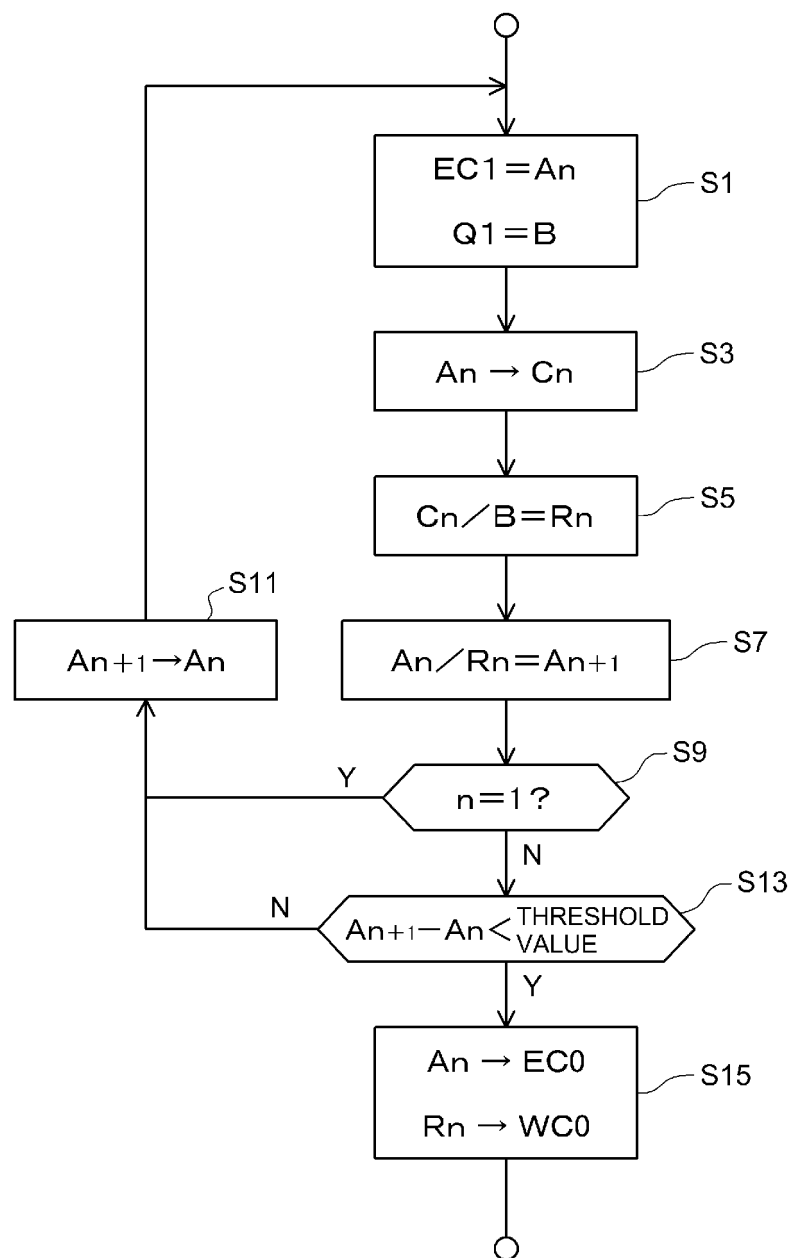 EC1=An
Q1=B
S1
An → Cn
S3
Cn/B=Rn
S5
S11
An+1→An
An/Rn=An+1
S7
Y
n=1?
S9
N
N
An+1−An<THRESHOLD
VALUE
S13
Y
An → EC0
Rn → WC0
S15